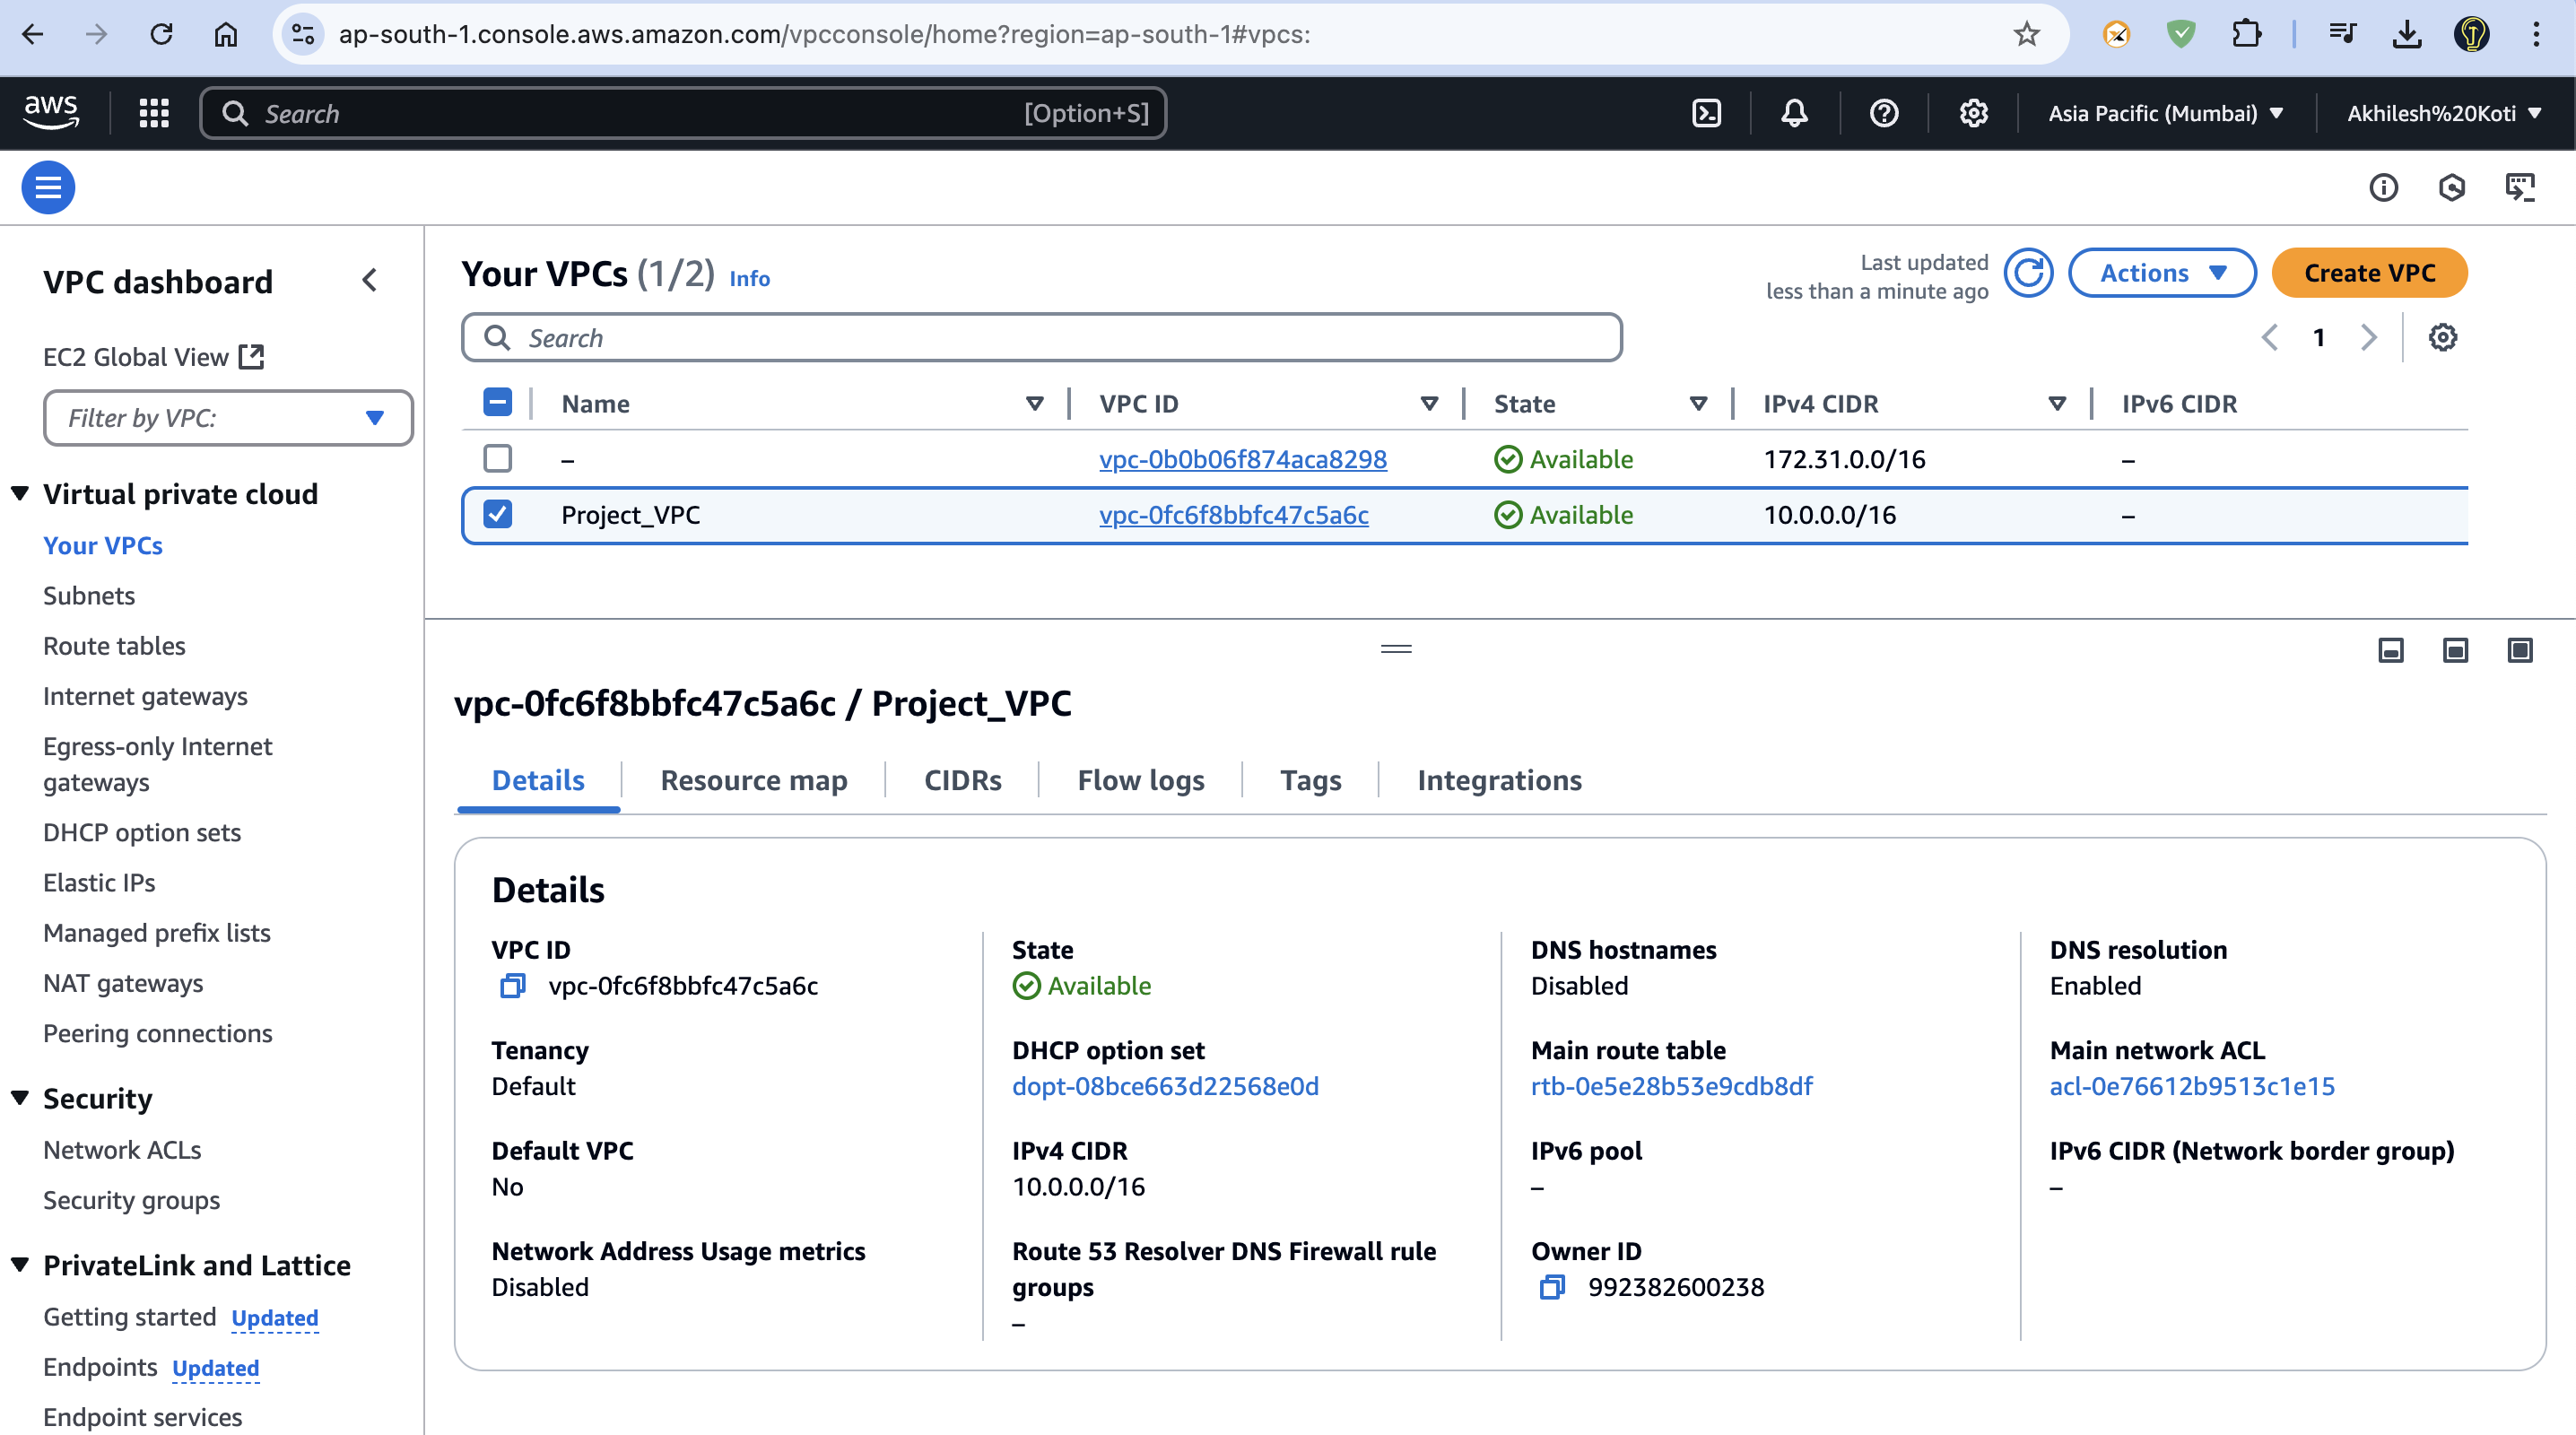 ap-south-1.console.aws.amazon.com/vpcconsole/home?region=ap-south-1#vpcs:
aws
Search
[Option+S]
Asia Pacific (Mumbai)
Akhilesh%20Koti
VPC dashboard
EC2 Global View
Filter by VPC:
Virtual private cloud
Your VPCs
Subnets
Route tables
Internet gateways
Egress-only Internet
gateways
DHCP option sets
Elastic IPs
Managed prefix lists
NAT gateways
Peering connections
Security
Network ACLs
Security groups
PrivateLink and Lattice
Getting started Updated
Endpoints Updated
Endpoint services
Your VPCs (1/2) Info
Last updated
less than a minute ago
Actions
Create VPC
Search
1
Name VPC ID State IPv4 CIDR IPv6 CIDR
– vpc-0b0b06f874aca8298 Available 172.31.0.0/16 –
Project_VPC vpc-0fc6f8bbfc47c5a6c Available 10.0.0.0/16 –
vpc-0fc6f8bbfc47c5a6c / Project_VPC
Details Resource map CIDRs Flow logs Tags Integrations
Details
VPC ID
vpc-0fc6f8bbfc47c5a6c
State
Available
DNS hostnames
Disabled
DNS resolution
Enabled
Tenancy
Default
DHCP option set
dopt-08bce663d22568e0d
Main route table
rtb-0e5e28b53e9cdb8df
Main network ACL
acl-0e76612b9513c1e15
Default VPC
No
IPv4 CIDR
10.0.0.0/16
IPv6 pool
–
IPv6 CIDR (Network border group)
–
Network Address Usage metrics
Disabled
Route 53 Resolver DNS Firewall rule
groups
–
Owner ID
992382600238